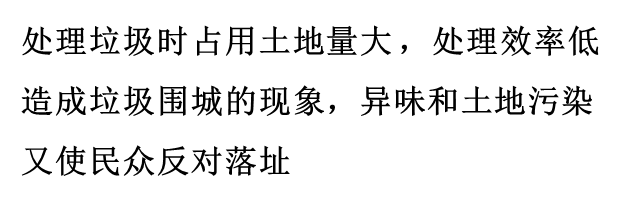 处理垃圾时占用土地量大，处理效率低
造成垃圾围城的现象，异味和土地污染
又使民众反对落址